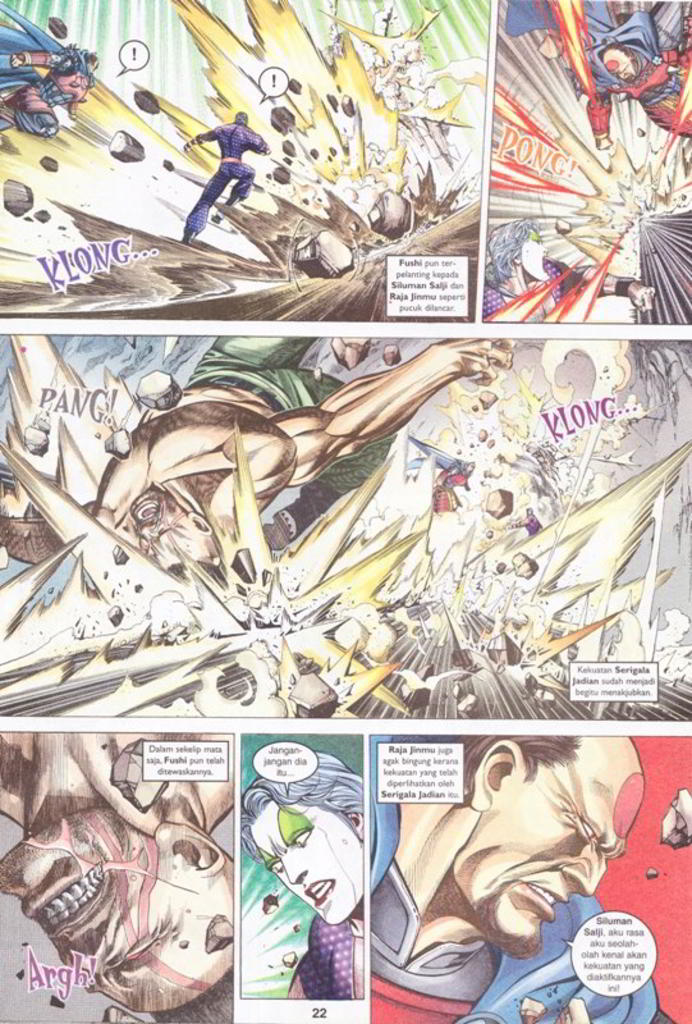 !
!
KLONG...
Fushi pun ter-
pelanting kepada
Siluman Salji dan
Raja Jinmu seperti
pucuk dilancar.
PONG!
PANG!
KLONG...
Kekuatan Serigala
Jadian sudah menjadi
begitu menakjubkan.
Dalam sekelip mata
saja, Fushi pun telah
ditewaskannya.
Argh!
Jangan-
jangan dia
itu...
Raja Jinmu juga
agak bingung kerana
kekuatan yang telah
diperlihatkan oleh
Serigala Jadian itu.
Siluman
Salji, aku rasa
aku seolah-
olah kenal akan
kekuatan yang
diaktifkannya
ini!
22